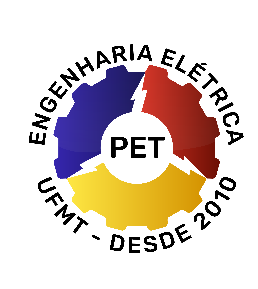 ENGENHARIA ELÉTRICA
PET
UFMT - DESDE 2010